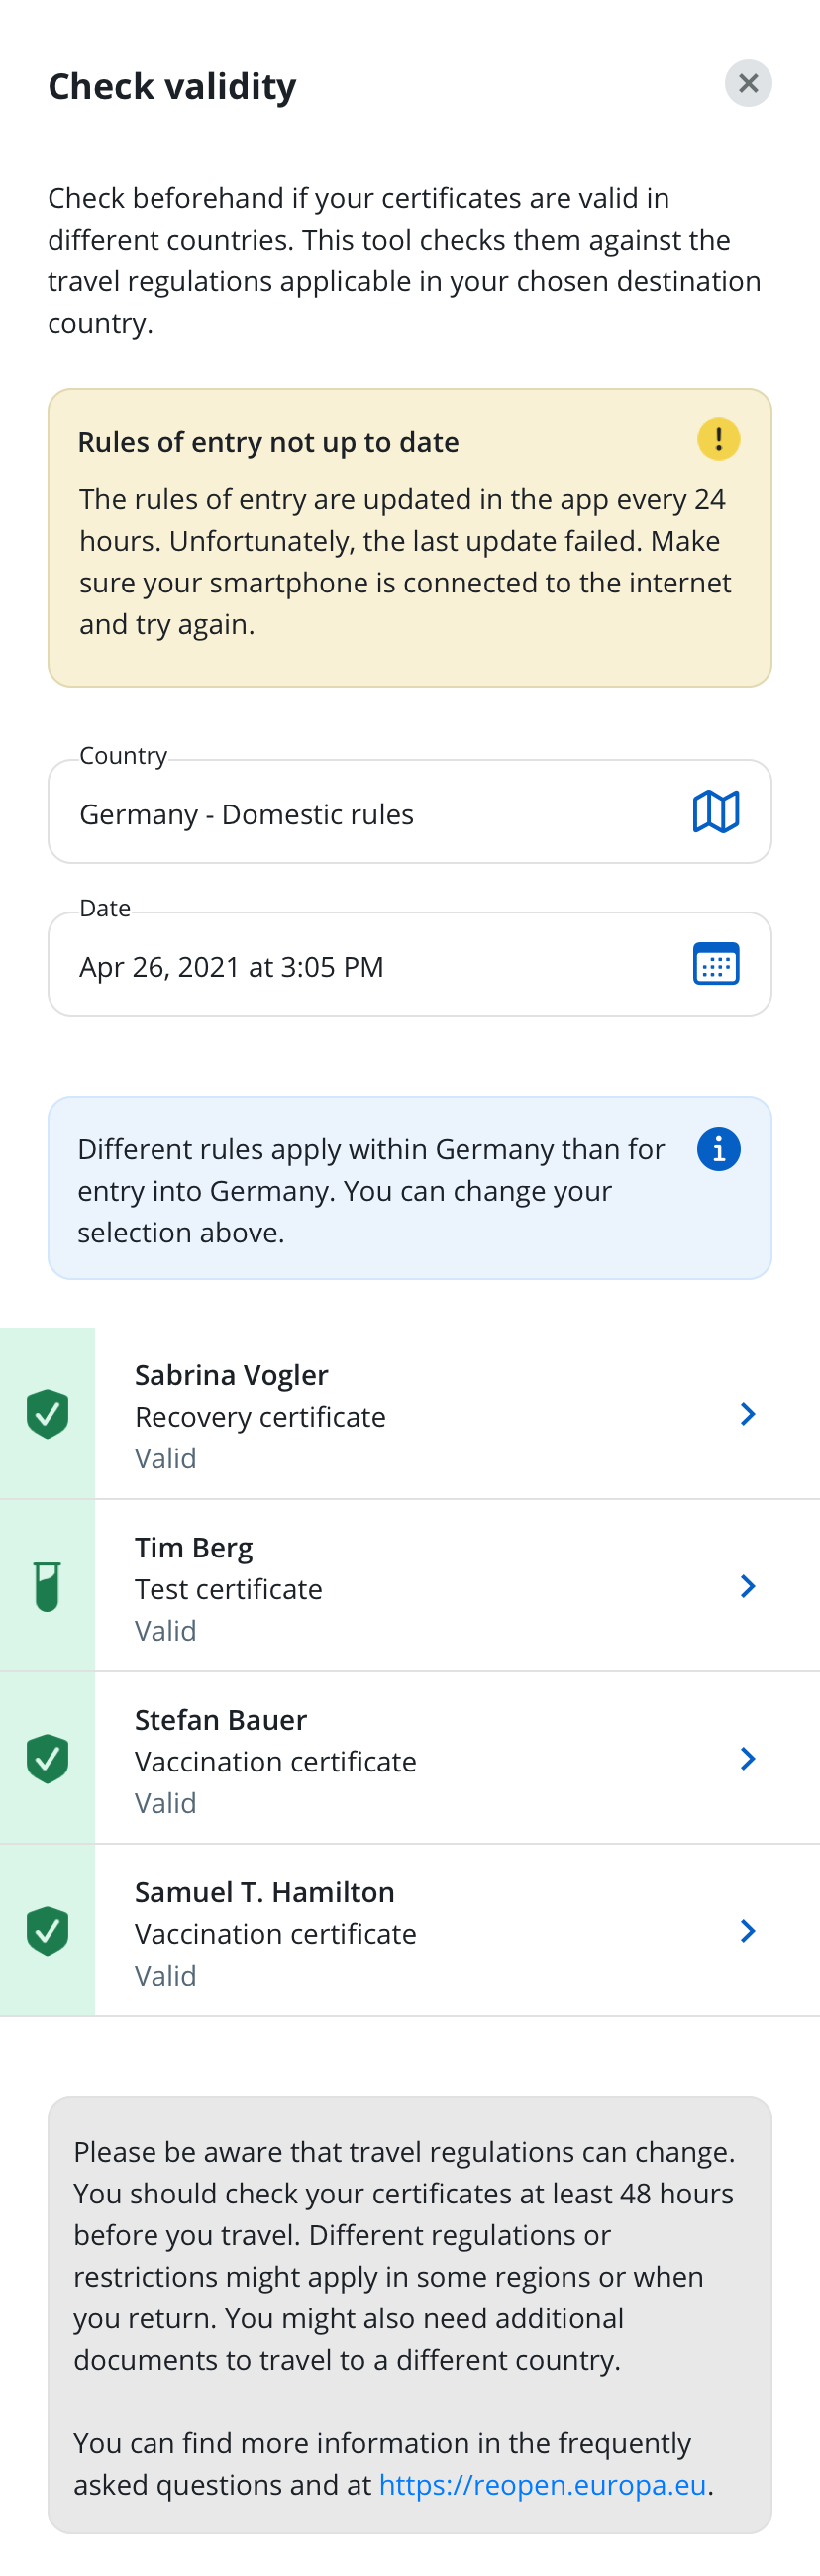 Check validity
Check beforehand if your certificates are valid in
different countries. This tool checks them against the
travel regulations applicable in your chosen destination
country.
Rules of entry not up to date
The rules of entry are updated in the app every 24
hours. Unfortunately, the last update failed. Make
sure your smartphone is connected to the internet
and try again.
Country
Germany - Domestic rules
Date
Apr 26, 2021 at 3:05 PM
Different rules apply within Germany than for
entry into Germany. You can change your
selection above.
Sabrina Vogler
Recovery certificate
Valid
Tim Berg
Test certificate
Valid
Stefan Bauer
Vaccination certificate
Valid
Samuel T. Hamilton
Vaccination certificate
Valid
Please be aware that travel regulations can change.
You should check your certificates at least 48 hours
before you travel. Different regulations or
restrictions might apply in some regions or when
you return. You might also need additional
documents to travel to a different country.
You can find more information in the frequently
asked questions and at https://reopen.europa.eu.